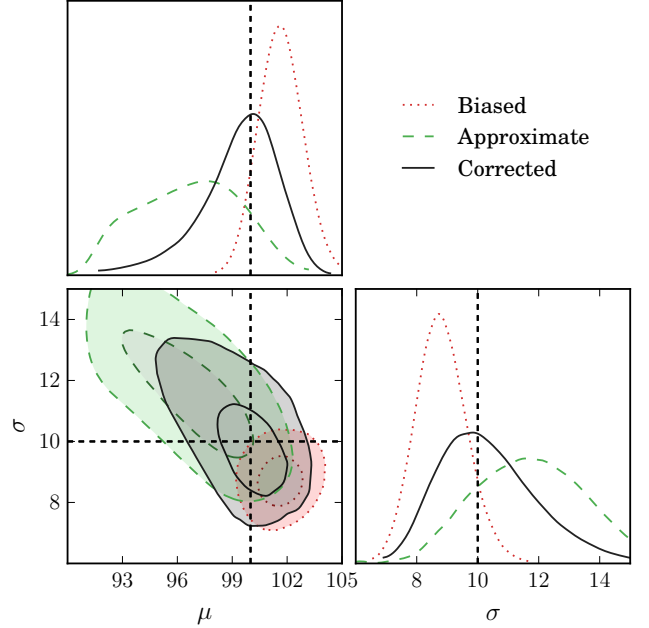 Biased
Approximate
Corrected
14
12
10
8
σ
93 96 99 102 105
μ
8 10 12 14
σ